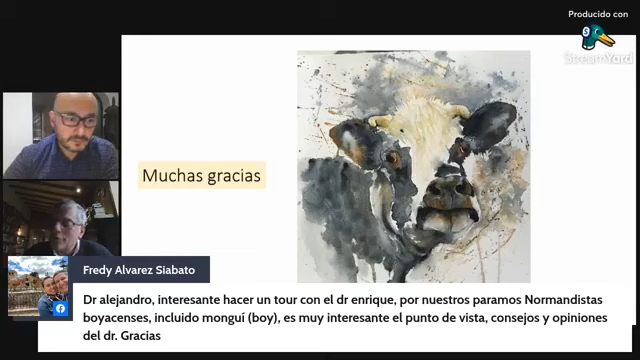 Producido con
StreamYard
Muchas gracias
Fredy Alvarez Siabato
Dr alejandro, interesante hacer un tour con el dr enrique, por nuestros paramos Normandistas
boyacenses, incluido monguí (boy), es muy interesante el punto de vista, consejos y opiniones
del dr. Gracias